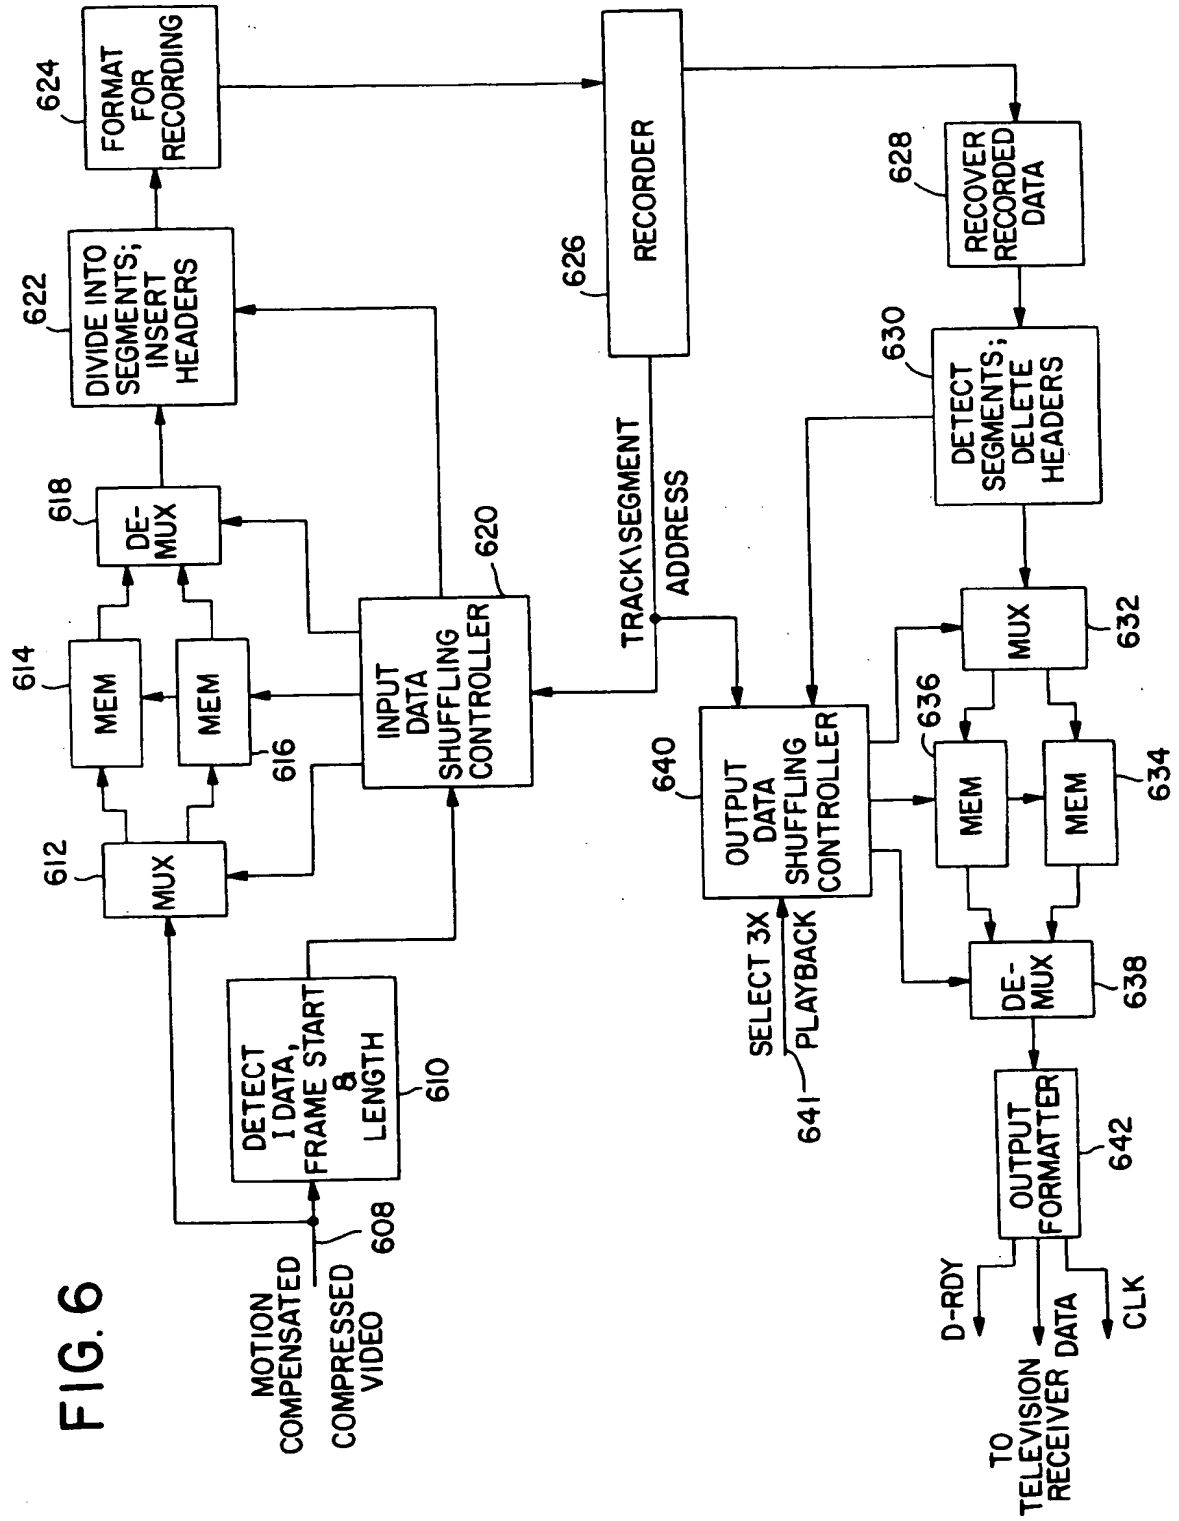 FIG. 6
MOTION
COMPENSATED
COMPRESSED
VIDEO
608
DETECT
I DATA,
FRAME START
&
LENGTH
610
612
MUX
614
MEM
MEM
616
618
DE-
MUX
INPUT
DATA
SHUFFLING
CONTROLLER
620
622
DIVIDE INTO
SEGMENTS;
INSERT
HEADERS
624
FORMAT
FOR
RECORDING
626
RECORDER
TRACK\SEGMENT
ADDRESS
628
RECOVER
RECORDED
DATA
630
DETECT
SEGMENTS;
DELETE
HEADERS
MUX
632
636
MEM
MEM
634
640
OUTPUT
DATA
SHUFFLING
CONTROLLER
SELECT 3X
PLAYBACK
641
DE-
MUX
638
OUTPUT
FORMATTER
642
D-RDY
DATA
CLK
TO
TELEVISION
RECEIVER